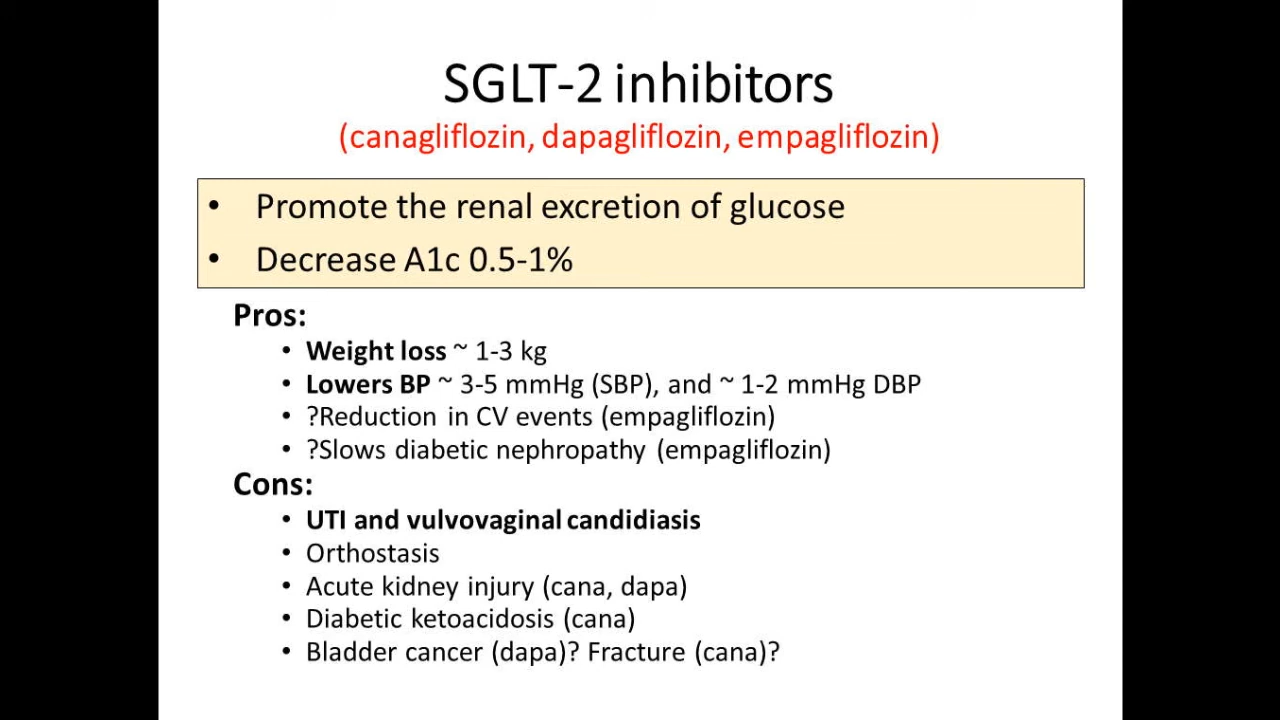 SGLT-2 inhibitors
(canagliflozin, dapagliflozin, empagliflozin)
• Promote the renal excretion of glucose
• Decrease A1c 0.5-1%
Pros:
• Weight loss ~ 1-3 kg
• Lowers BP ~ 3-5 mmHg (SBP), and ~ 1-2 mmHg DBP
• ?Reduction in CV events (empagliflozin)
• ?Slows diabetic nephropathy (empagliflozin)
Cons:
• UTI and vulvovaginal candidiasis
• Orthostasis
• Acute kidney injury (cana, dapa)
• Diabetic ketoacidosis (cana)
• Bladder cancer (dapa)? Fracture (cana)?